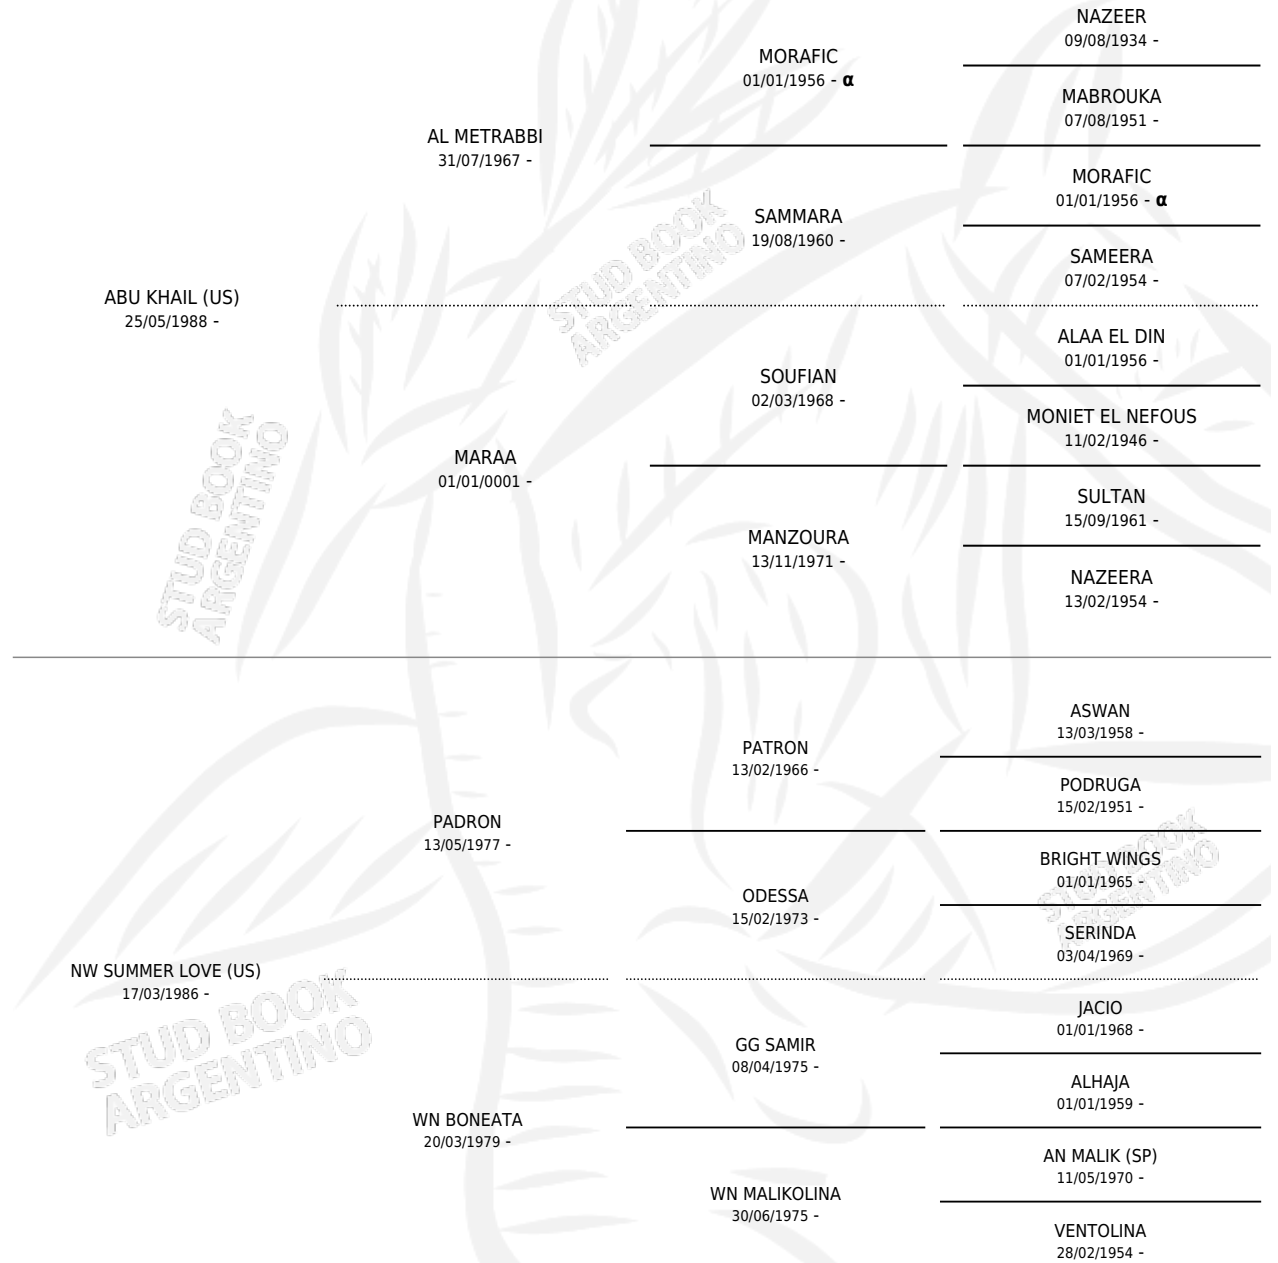 NAZEER
09/08/1934 -
MORAFIC
01/01/1956 - α
MABROUKA
07/08/1951 -
AL METRABBI
31/07/1967 -
MORAFIC
01/01/1956 - α
SAMMARA
19/08/1960 -
SAMEERA
07/02/1954 -
ABU KHAIL (US)
25/05/1988 -
ALAA EL DIN
01/01/1956 -
SOUFIAN
02/03/1968 -
MONIET EL NEFOUS
11/02/1946 -
MARAA
01/01/0001 -
SULTAN
15/09/1961 -
MANZOURA
13/11/1971 -
NAZEERA
13/02/1954 -
ASWAN
13/03/1958 -
PATRON
13/02/1966 -
PODRUGA
15/02/1951 -
PADRON
13/05/1977 -
BRIGHT WINGS
01/01/1965 -
ODESSA
15/02/1973 -
SERINDA
03/04/1969 -
NW SUMMER LOVE (US)
17/03/1986 -
JACIO
01/01/1968 -
GG SAMIR
08/04/1975 -
ALHAJA
01/01/1959 -
WN BONEATA
20/03/1979 -
AN MALIK (SP)
11/05/1970 -
WN MALIKOLINA
30/06/1975 -
VENTOLINA
28/02/1954 -
STUD BOOK
ARGENTINO
STUD BOOK
ARGENTINO
STUD BOOK
ARGENTINO
STUD BOOK
ARGENTINO